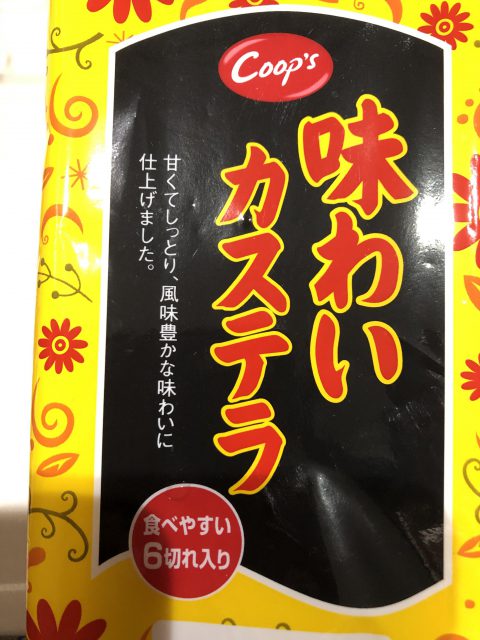 Coop's
味わい
カステラ
甘くてしっとり、風味豊かな味わいに
仕上げました。
食べやすい
6切れ入り